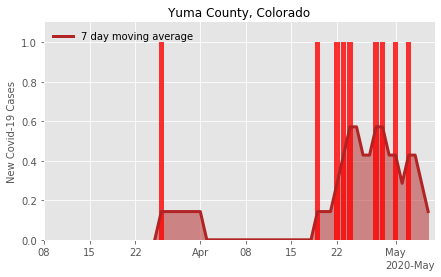 Yuma County, Colorado
7 day moving average
New Covid-19 Cases
1.0
0.8
0.6
0.4
0.2
0.0
08 15 22 Apr 08 15 22 May
2020-May